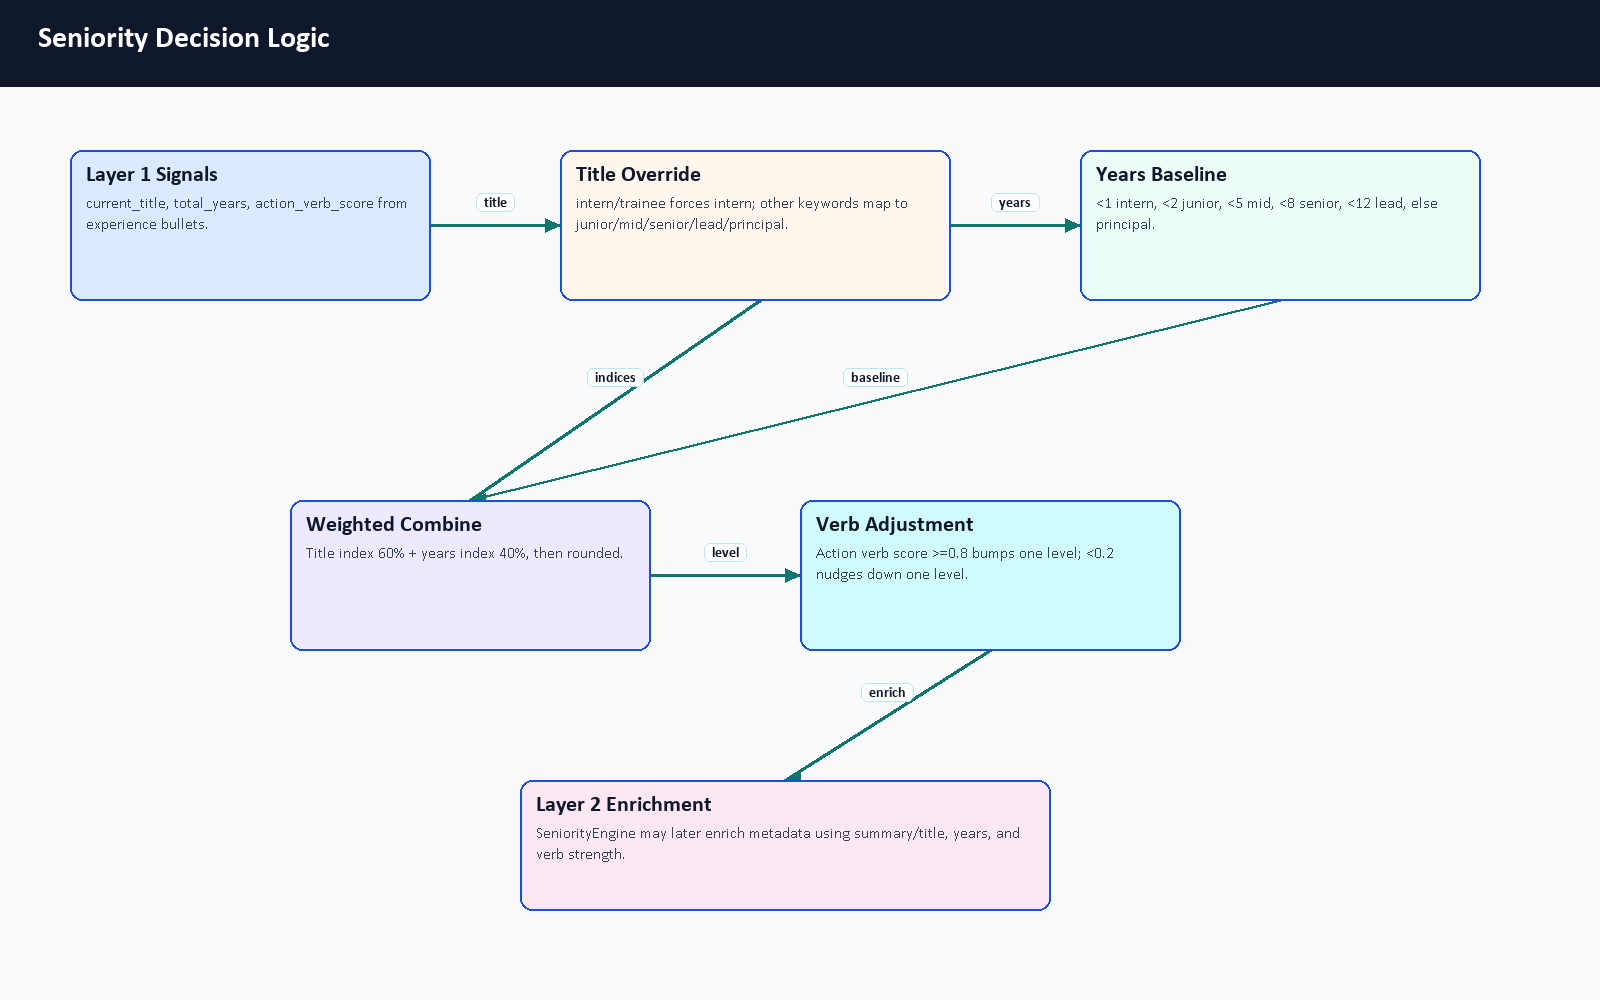 Seniority Decision Logic
Layer 1 Signals
current_title, total_years, action_verb_score from
experience bullets.
title
Title Override
intern/trainee forces intern; other keywords map to
junior/mid/senior/lead/principal.
years
Years Baseline
<1 intern, <2 junior, <5 mid, <8 senior, <12 lead, else
principal.
indices
baseline
Weighted Combine
Title index 60% + years index 40%, then rounded.
level
Verb Adjustment
Action verb score >=0.8 bumps one level; <0.2
nudges down one level.
enrich
Layer 2 Enrichment
SeniorityEngine may later enrich metadata using summary/title, years, and
verb strength.